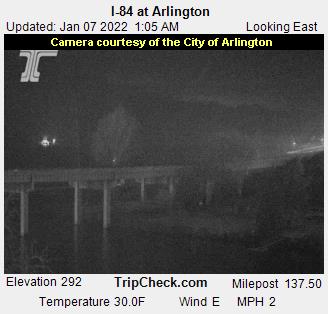 I-84 at Arlington
Updated: Jan 07 2022 1:05 AM Looking East
Camera courtesy of the City of Arlington
Elevation 292 TripCheck.com Milepost 137.50
Temperature 30.0F Wind E MPH 2